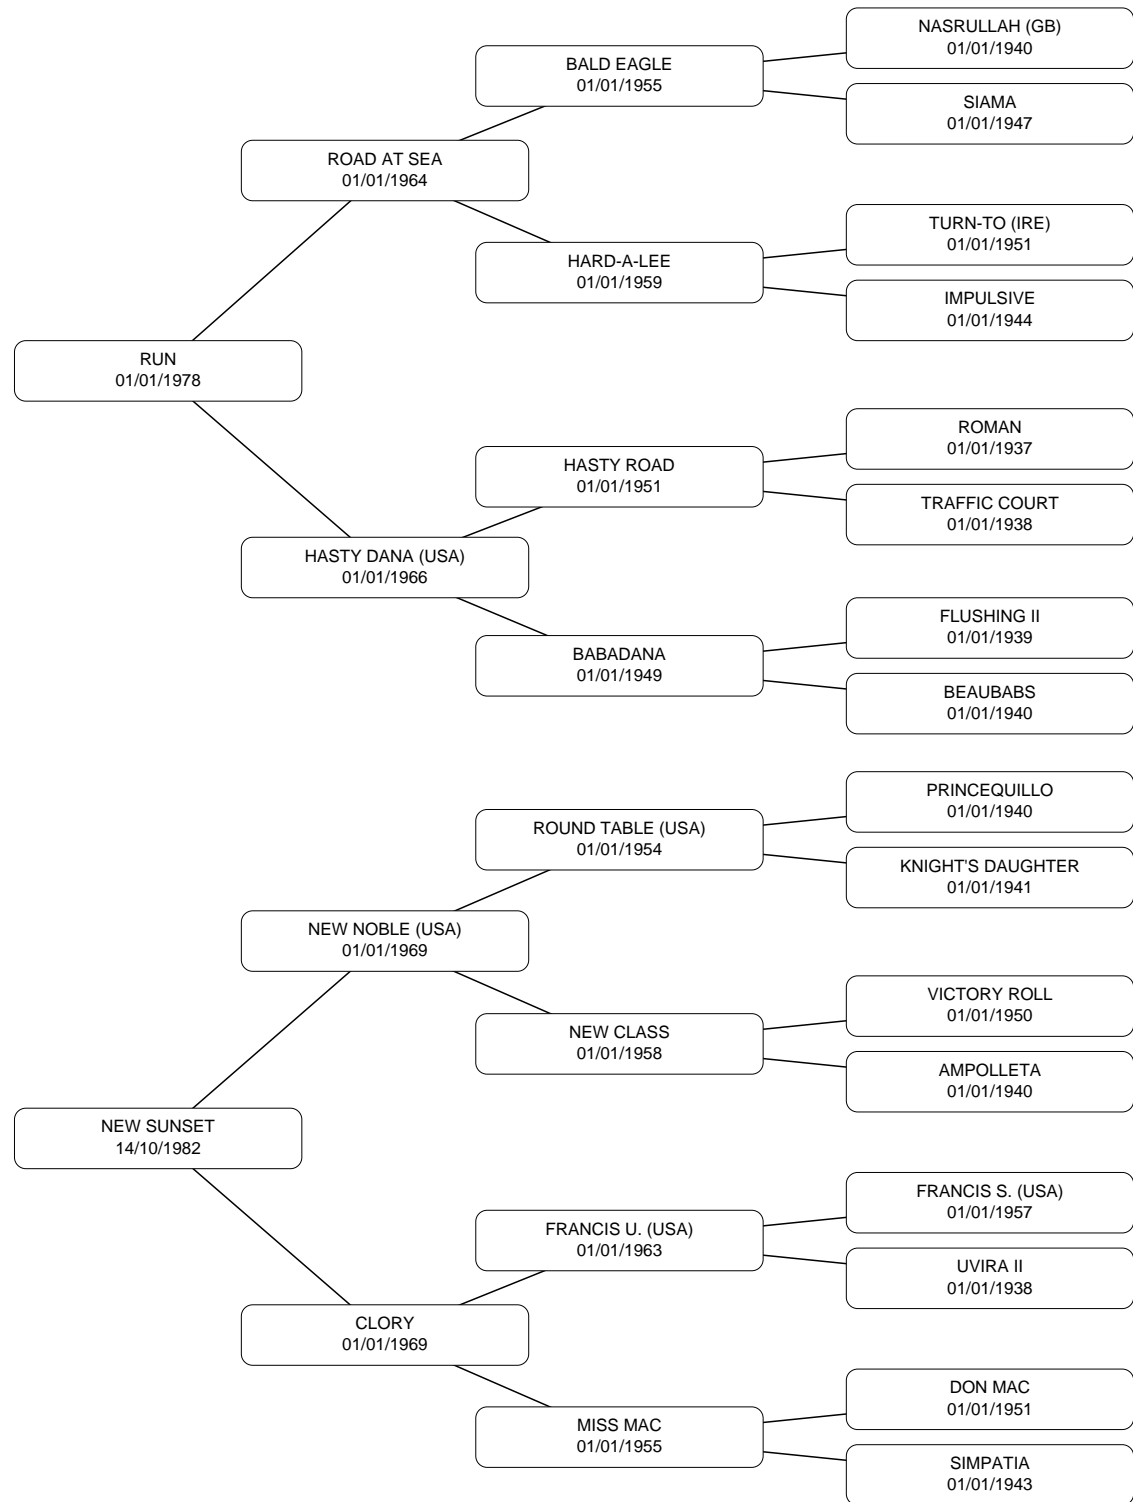 NASRULLAH (GB)
01/01/1940
BALD EAGLE
01/01/1955
SIAMA
01/01/1947
ROAD AT SEA
01/01/1964
TURN-TO (IRE)
01/01/1951
HARD-A-LEE
01/01/1959
IMPULSIVE
01/01/1944
RUN
01/01/1978
ROMAN
01/01/1937
HASTY ROAD
01/01/1951
TRAFFIC COURT
01/01/1938
HASTY DANA (USA)
01/01/1966
FLUSHING II
01/01/1939
BABADANA
01/01/1949
BEAUBABS
01/01/1940
PRINCEQUILLO
01/01/1940
ROUND TABLE (USA)
01/01/1954
KNIGHT'S DAUGHTER
01/01/1941
NEW NOBLE (USA)
01/01/1969
VICTORY ROLL
01/01/1950
NEW CLASS
01/01/1958
AMPOLLETA
01/01/1940
NEW SUNSET
14/10/1982
FRANCIS S. (USA)
01/01/1957
FRANCIS U. (USA)
01/01/1963
UVIRA II
01/01/1938
CLORY
01/01/1969
DON MAC
01/01/1951
MISS MAC
01/01/1955
SIMPATIA
01/01/1943